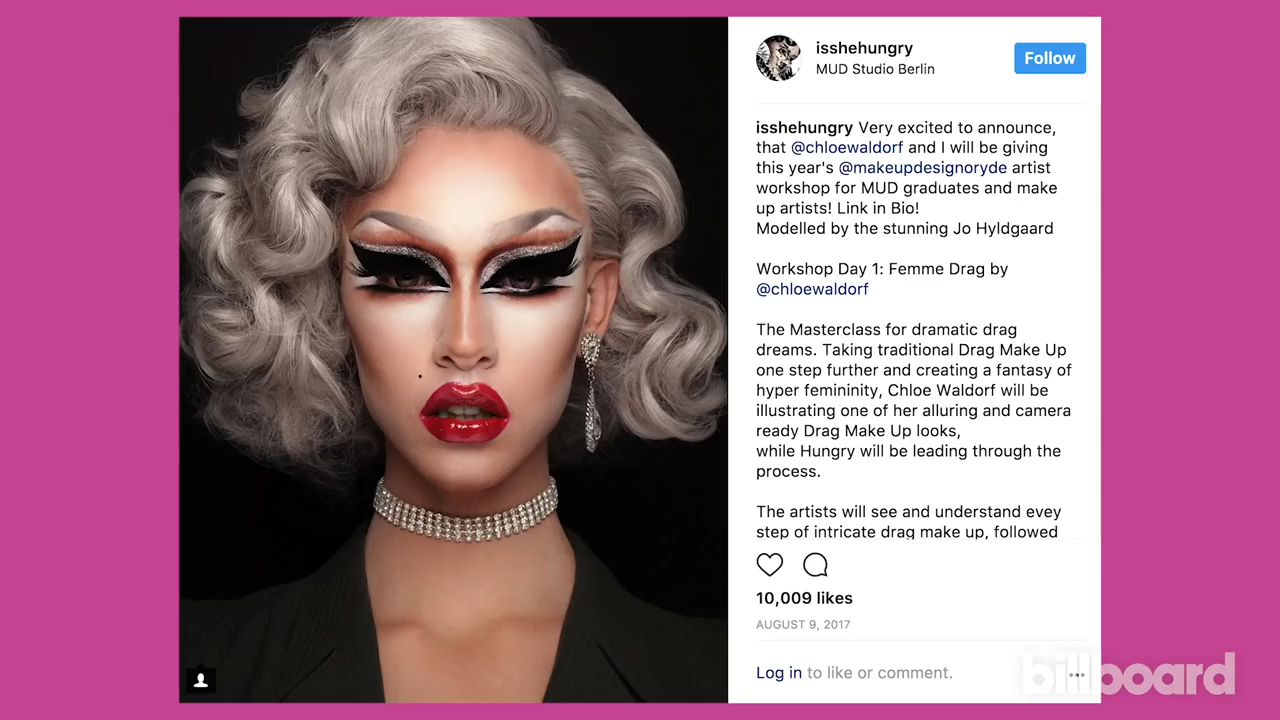 isshehungry
MUD Studio Berlin
Follow
isshehungry Very excited to announce,
that @chloewaldorf and I will be giving
this year's @makeupdesignoryde artist
workshop for MUD graduates and make
up artists! Link in Bio!
Modelled by the stunning Jo Hyldgaard
Workshop Day 1: Femme Drag by
@chloewaldorf
The Masterclass for dramatic drag
dreams. Taking traditional Drag Make Up
one step further and creating a fantasy of
hyper femininity, Chloe Waldorf will be
illustrating one of her alluring and camera
ready Drag Make Up looks,
while Hungry will be leading through the
process.
The artists will see and understand evey
step of intricate drag make up, followed
10,009 likes
AUGUST 9, 2017
Log in to like or comment.
billboard